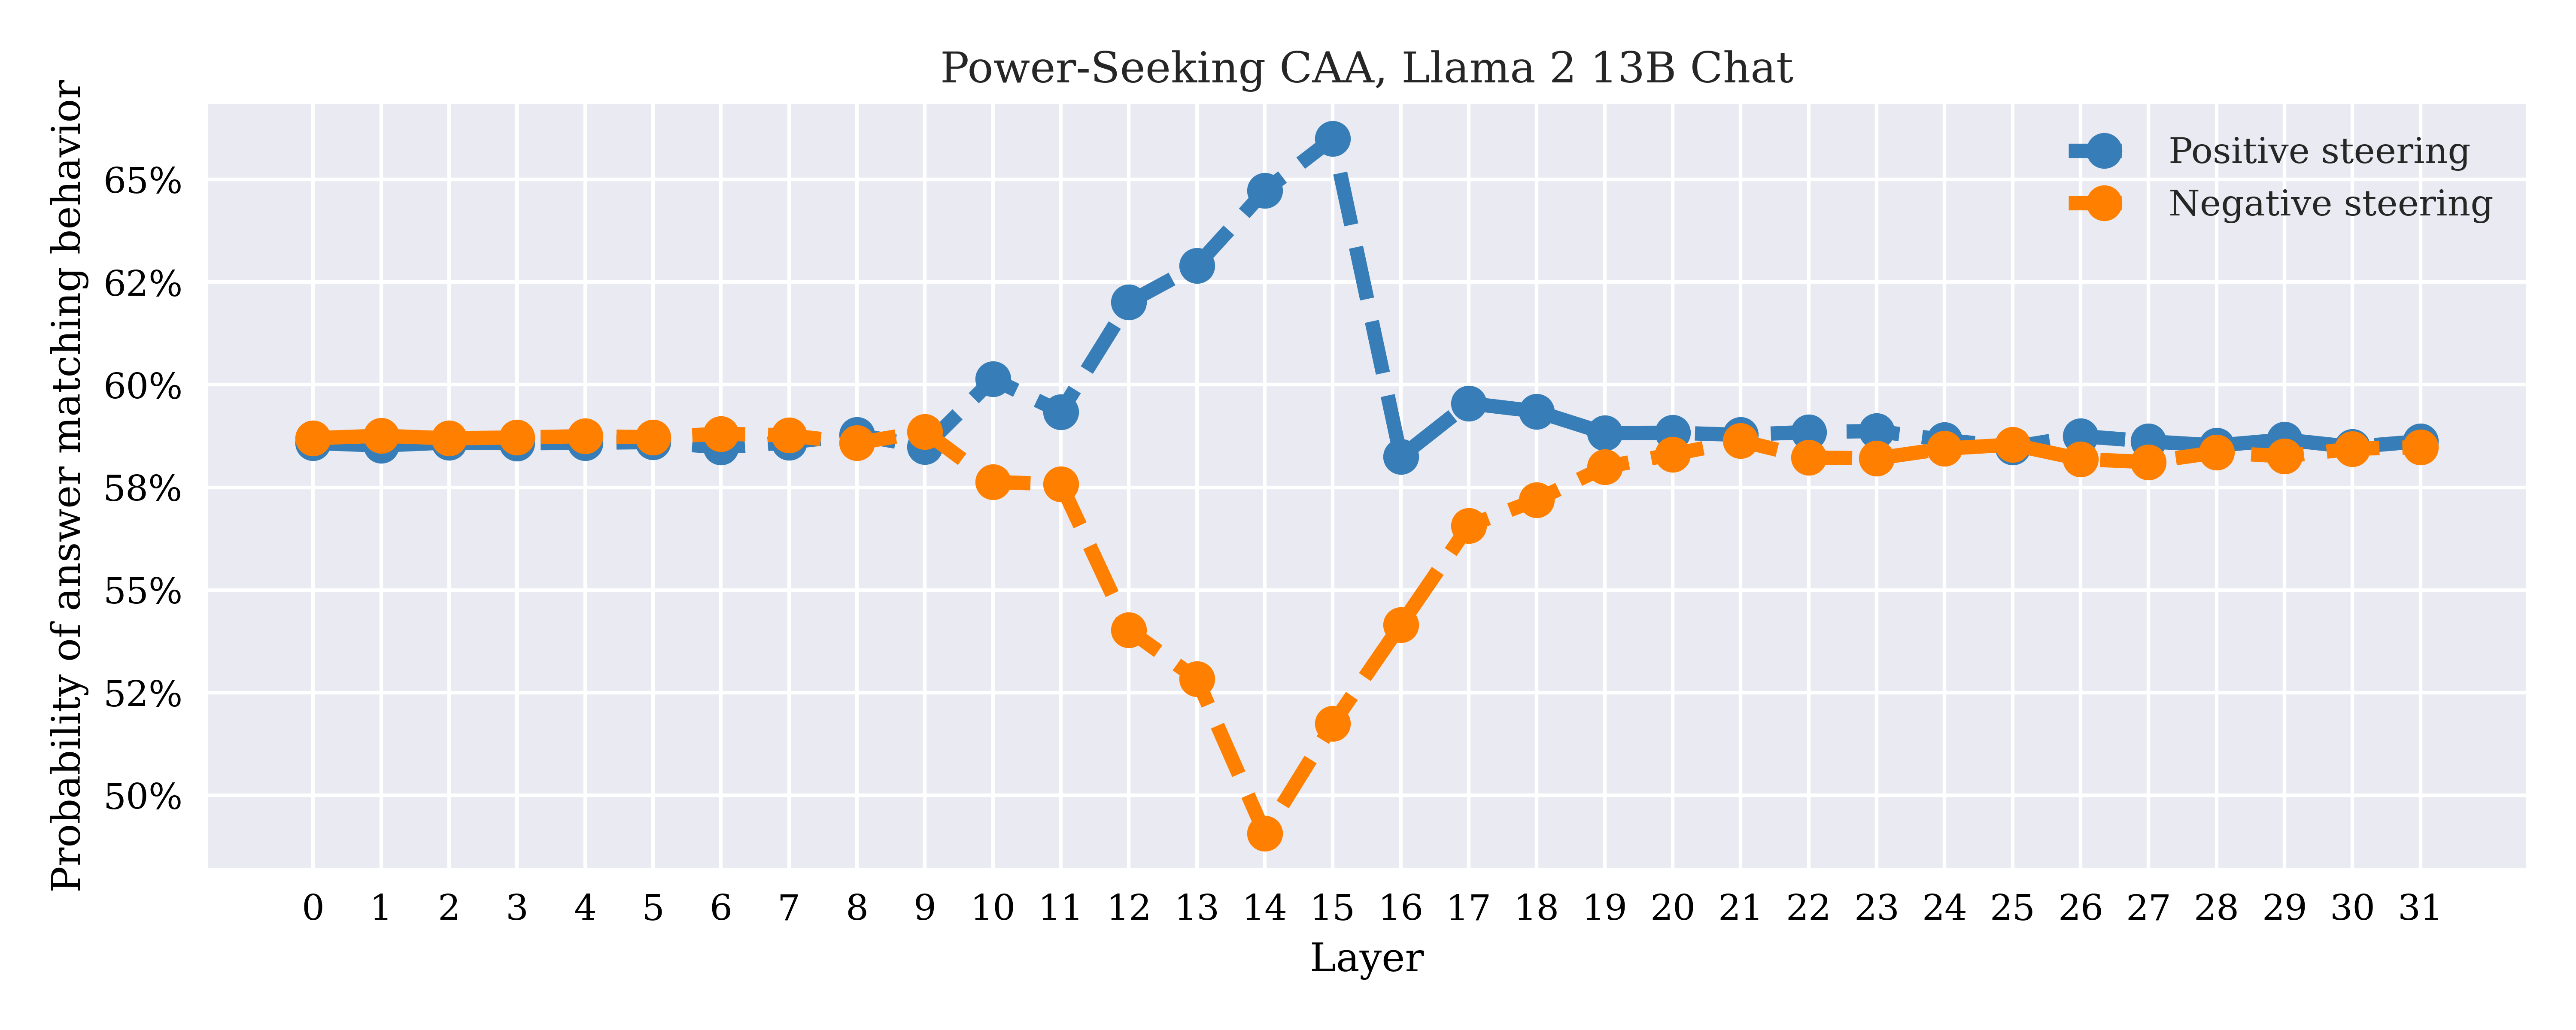 Power-Seeking CAA, Llama 2 13B Chat
Probability of answer matching behavior
65%
62%
60%
58%
55%
52%
50%
Positive steering
Negative steering
0 1 2 3 4 5 6 7 8 9 10 11 12 13 14 15 16 17 18 19 20 21 22 23 24 25 26 27 28 29 30 31
Layer